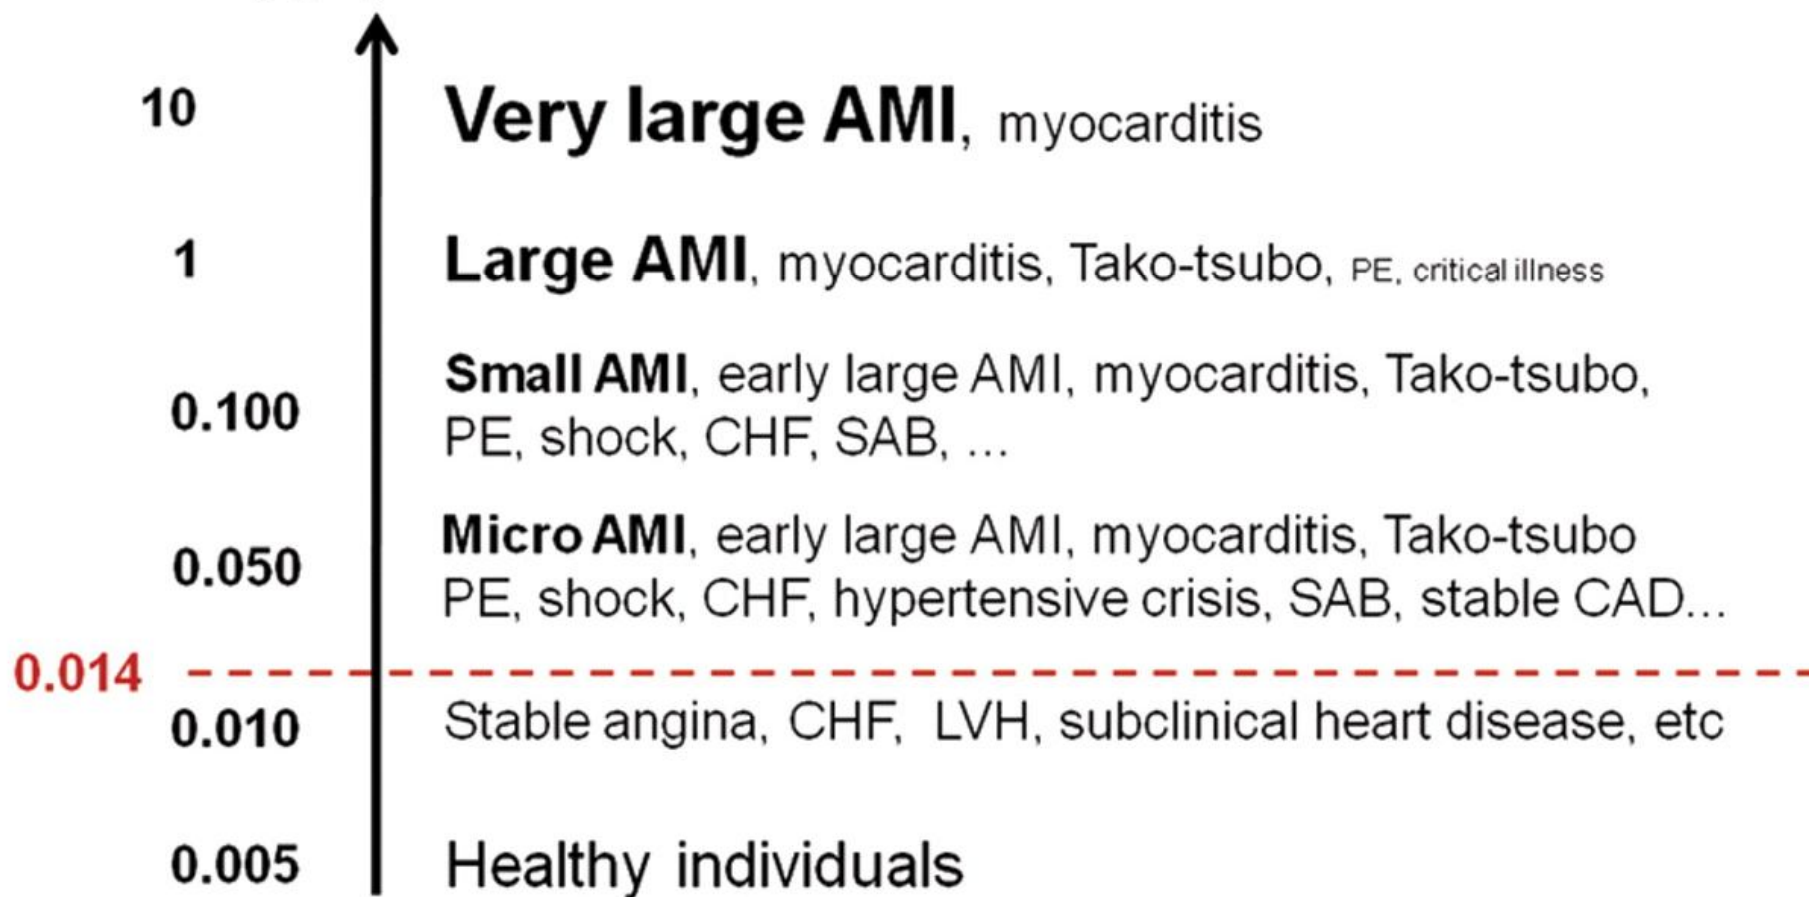 10 Very large AMI, myocarditis
1 Large AMI, myocarditis, Tako-tsubo, PE, critical illness
0.100 Small AMI, early large AMI, myocarditis, Tako-tsubo,
PE, shock, CHF, SAB, ...
0.050 Micro AMI, early large AMI, myocarditis, Tako-tsubo
PE, shock, CHF, hypertensive crisis, SAB, stable CAD...
0.014
0.010 Stable angina, CHF, LVH, subclinical heart disease, etc
0.005 Healthy individuals